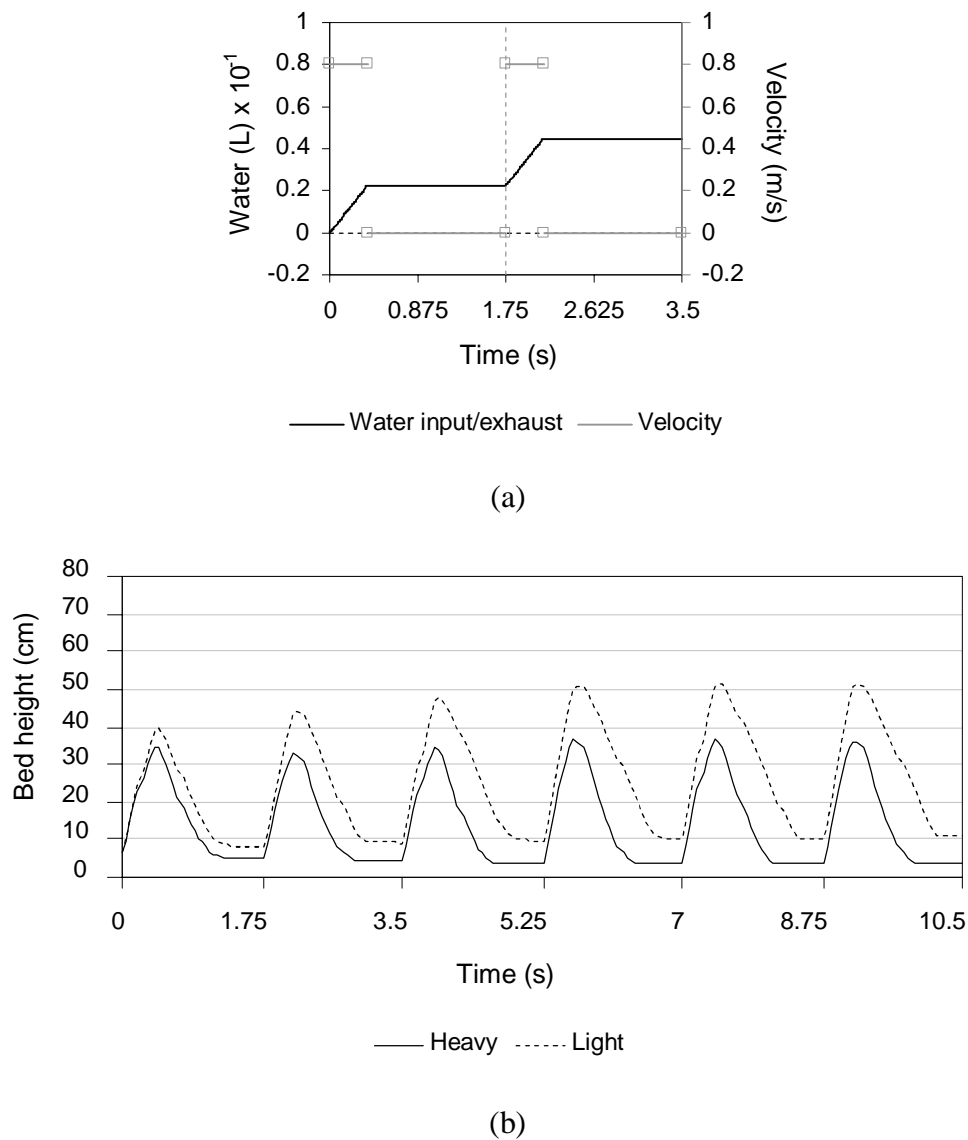 1 1
0.8 0.8
0.6 0.6
0.4 0.4
0.2 0.2
0 0
-0.2 -0.2
Water (L) x 10-1
Velocity (m/s)
0 0.875 1.75 2.625 3.5
Time (s)
Water input/exhaust Velocity
(a)
80
70
60
50
40
30
20
10
0
Bed height (cm)
0 1.75 3.5 5.25 7 8.75 10.5
Time (s)
Heavy Light
(b)